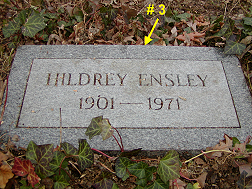 # 3
HILDREY ENSLEY
1901 — 1971